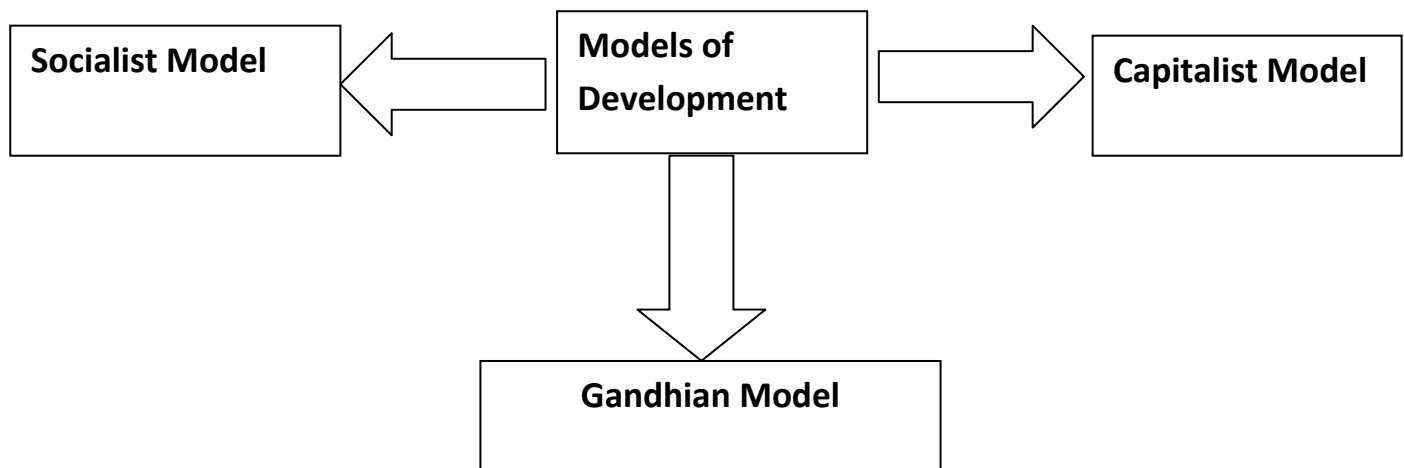 Socialist Model
Models of
Development
Capitalist Model
Gandhian Model